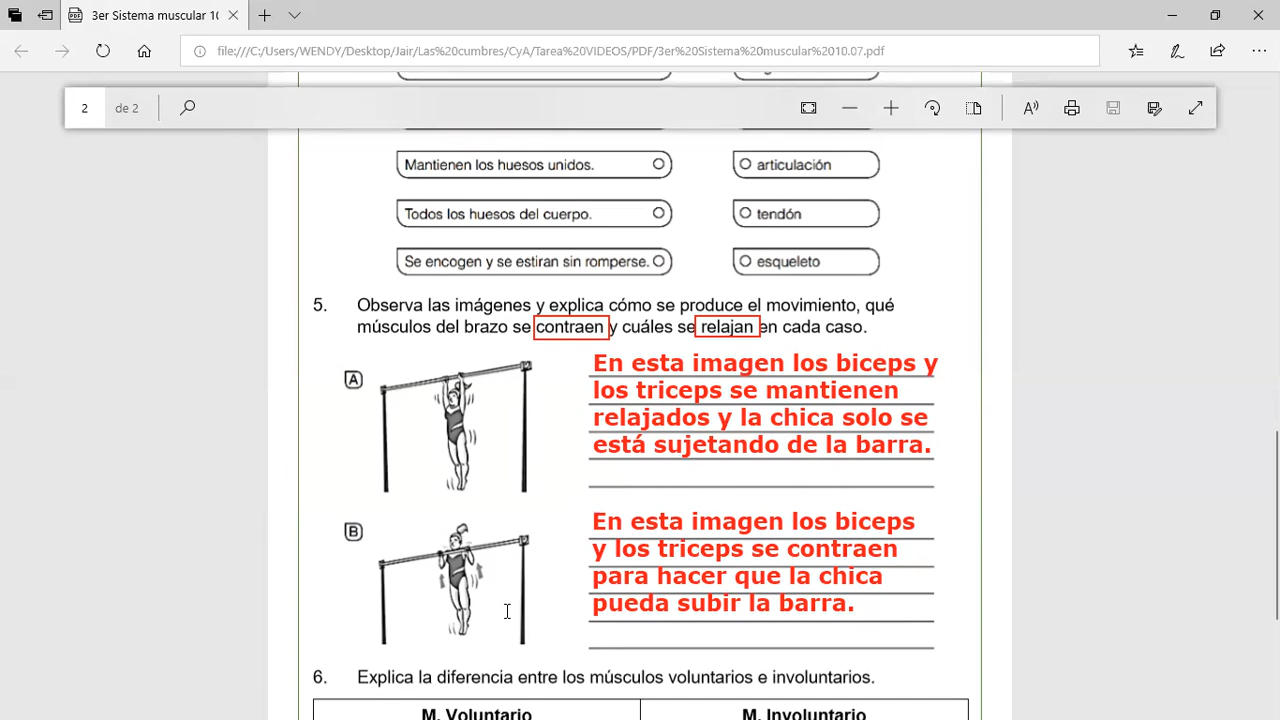 3er Sistema muscular 10
file:///C:/Users/WENDY/Desktop/Jair/Las%20cumbres/CyA/Tarea%20VIDEOS/PDF/3er%20Sistema%20muscular%2010.07.pdf
2 de 2
Mantienen los huesos unidos. articulación
Todos los huesos del cuerpo. tendón
Se encogen y se estiran sin romperse. esqueleto
5. Observa las imágenes y explica cómo se produce el movimiento, qué
músculos del brazo se contraen y cuáles se relajan en cada caso.
A
En esta imagen los biceps y
los triceps se mantienen
relajados y la chica solo se
está sujetando de la barra.
B
En esta imagen los biceps
y los triceps se contraen
para hacer que la chica
pueda subir la barra.
6. Explica la diferencia entre los músculos voluntarios e involuntarios.
M. Voluntario M. Involuntario